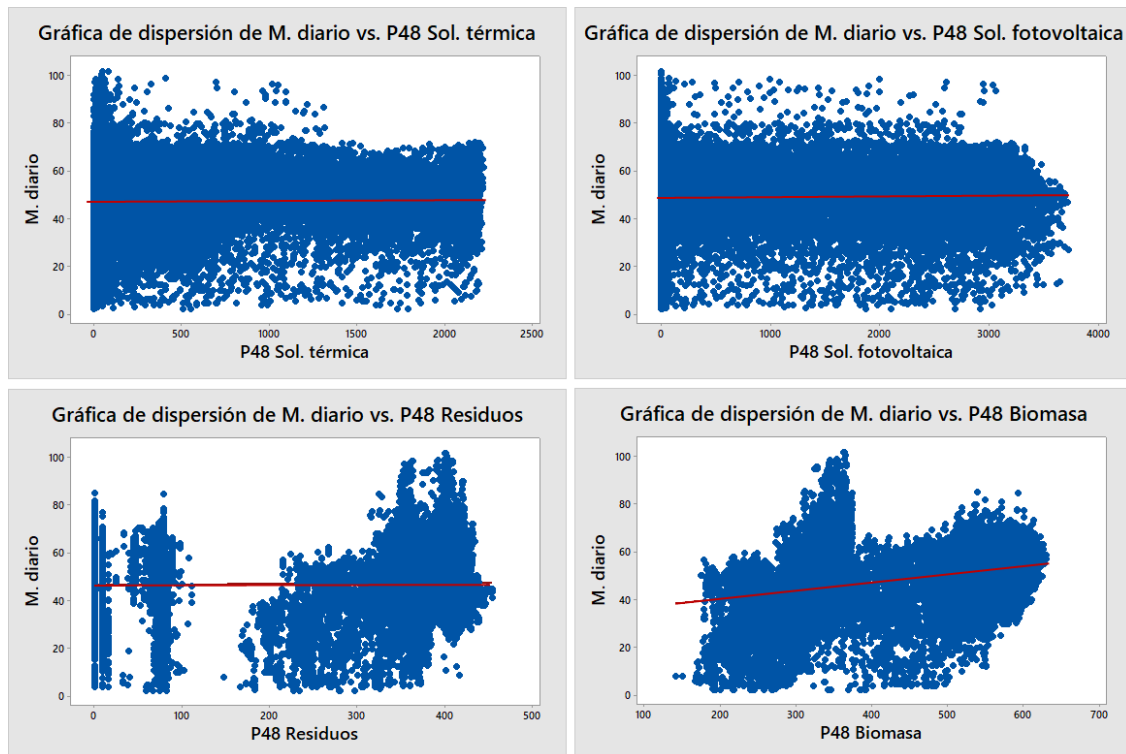 Gráfica de dispersión de M. diario vs. P48 Sol. térmica
M. diario
100
80
60
40
20
0
0 500 1000 1500 2000 2500
P48 Sol. térmica
Gráfica de dispersión de M. diario vs. P48 Sol. fotovoltaica
M. diario
100
80
60
40
20
0
0 1000 2000 3000 4000
P48 Sol. fotovoltaica
Gráfica de dispersión de M. diario vs. P48 Residuos
M. diario
100
80
60
40
20
0
0 100 200 300 400 500
P48 Residuos
Gráfica de dispersión de M. diario vs. P48 Biomasa
M. diario
100
80
60
40
20
0
100 200 300 400 500 600 700
P48 Biomasa